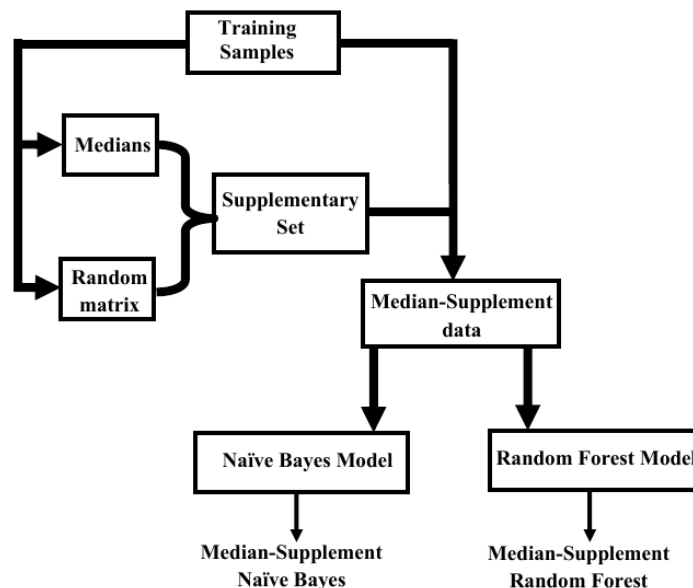 Training
Samples
Medians
Supplementary
Set
Random
matrix
Median-Supplement
data
Naïve Bayes Model
Random Forest Model
Median-Supplement
Naïve Bayes
Median-Supplement
Random Forest